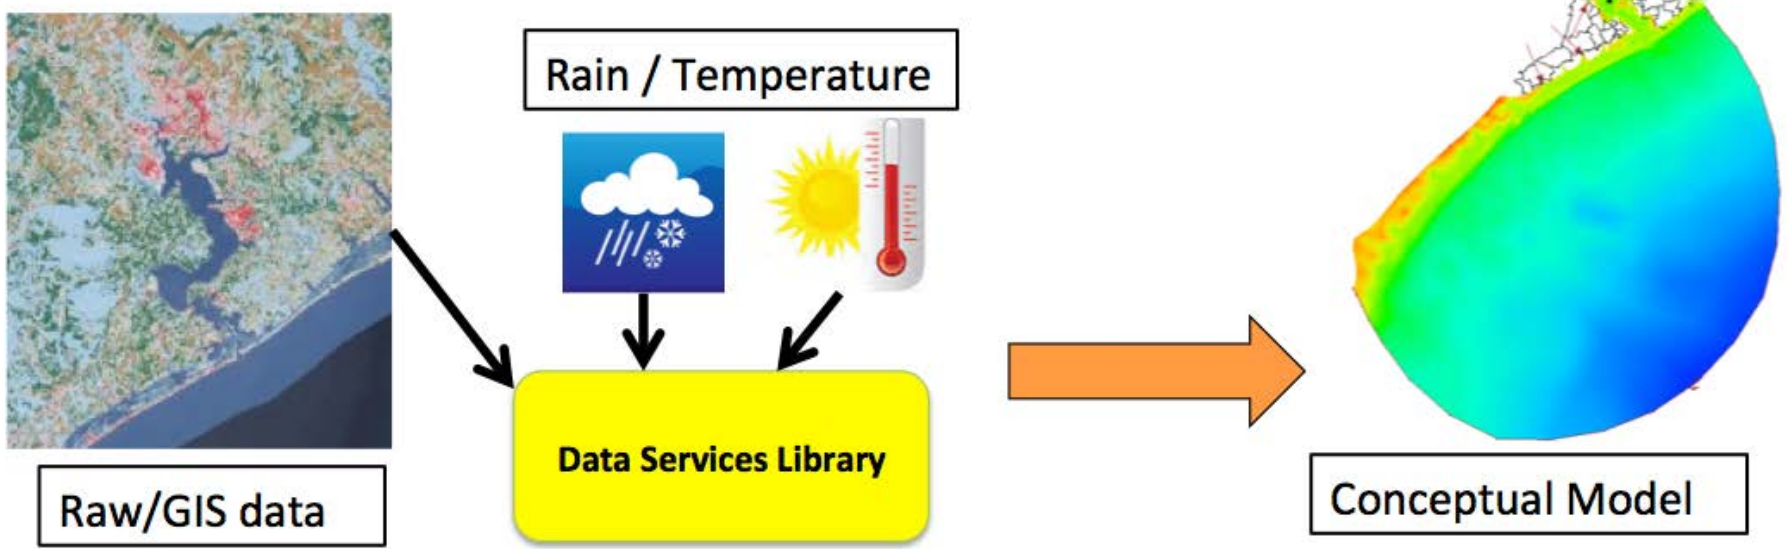 Rain / Temperature
Data Services Library
Raw/GIS data
Conceptual Model